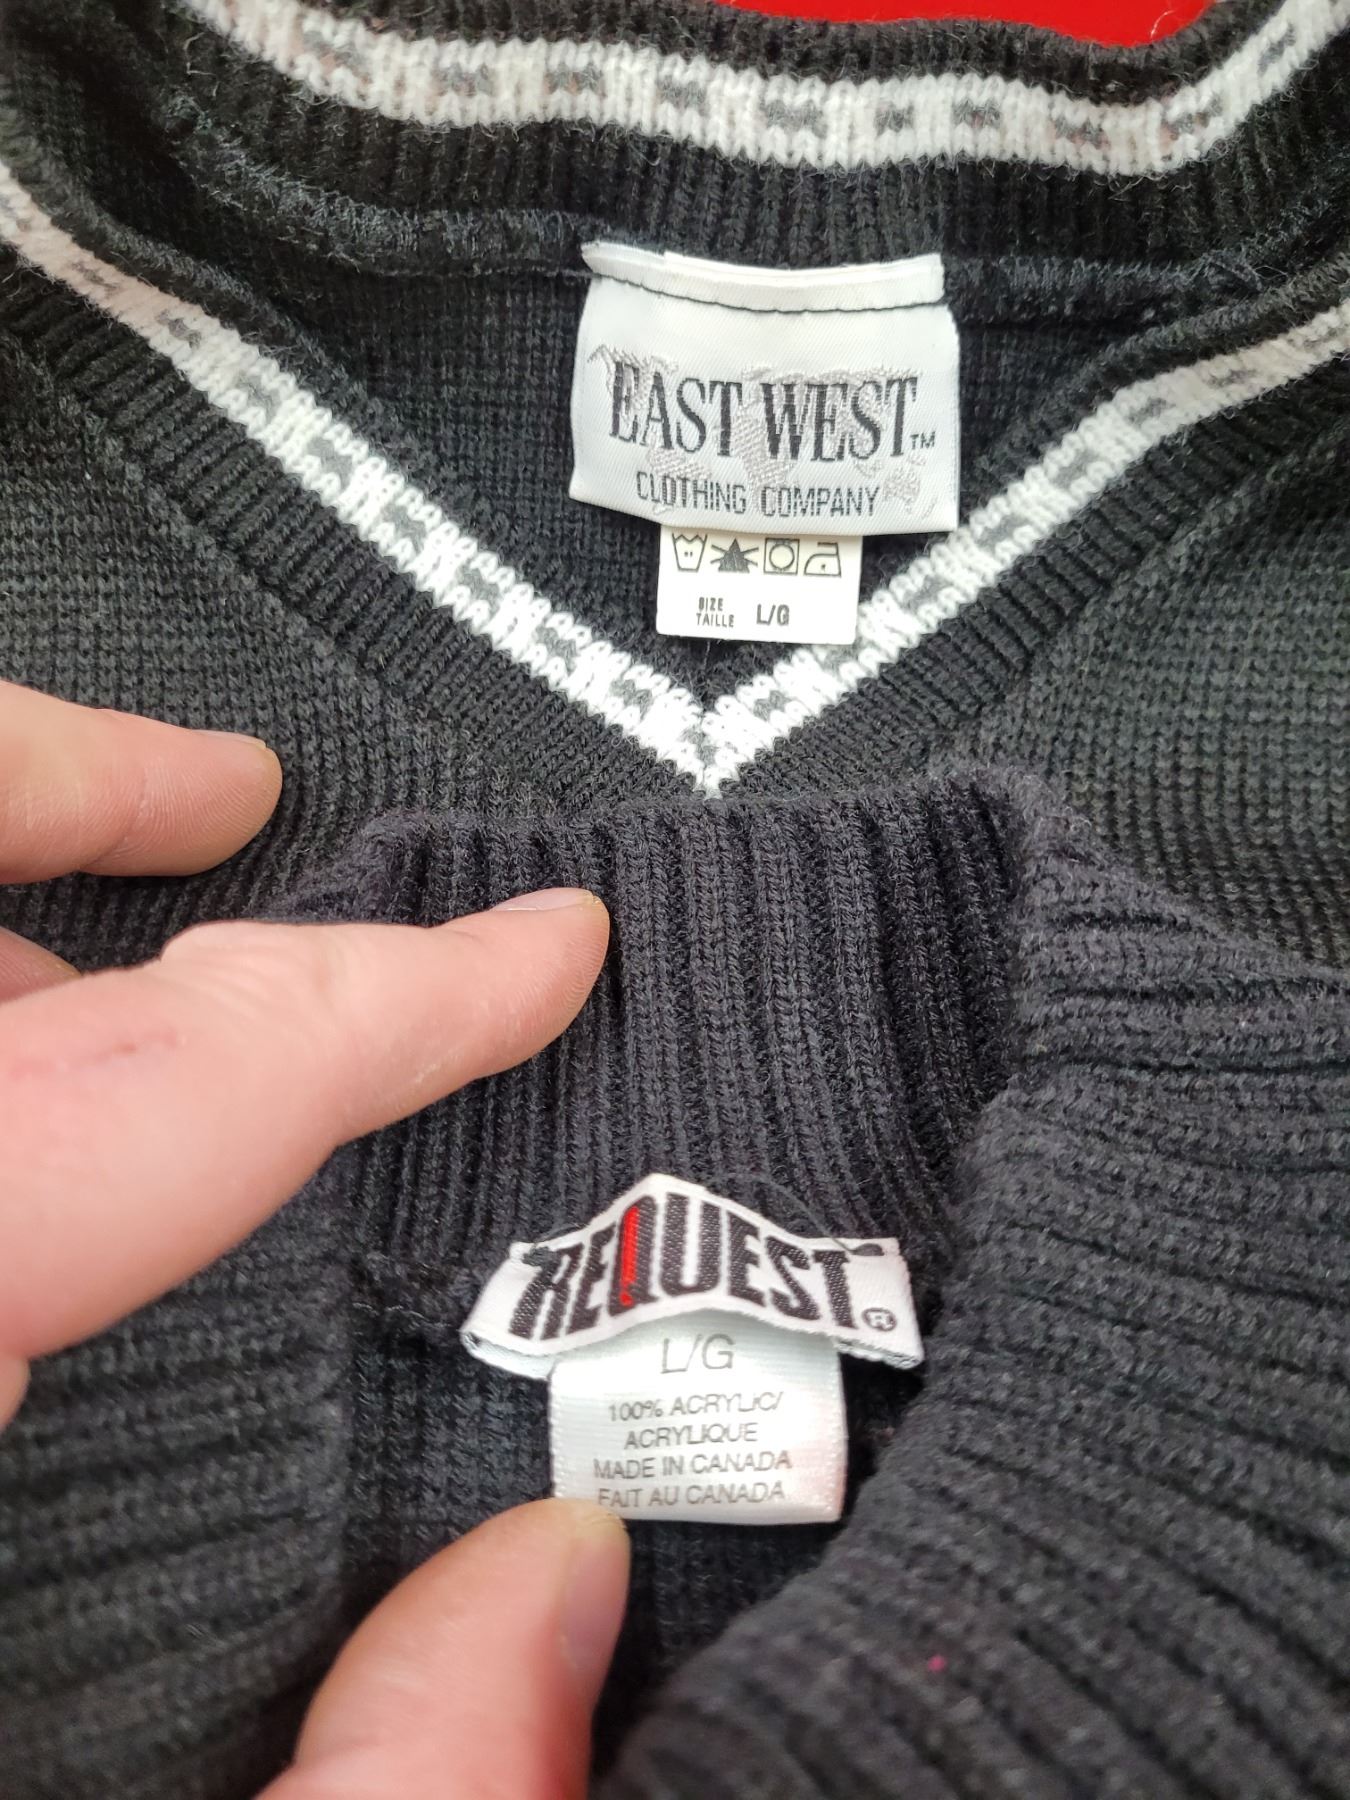 EAST WEST™
CLOTHING COMPANY
SIZE
TAILLE L/G
REQUEST®
L/G
100% ACRYLIC/
ACRYLIQUE
MADE IN CANADA
FAIT AU CANADA